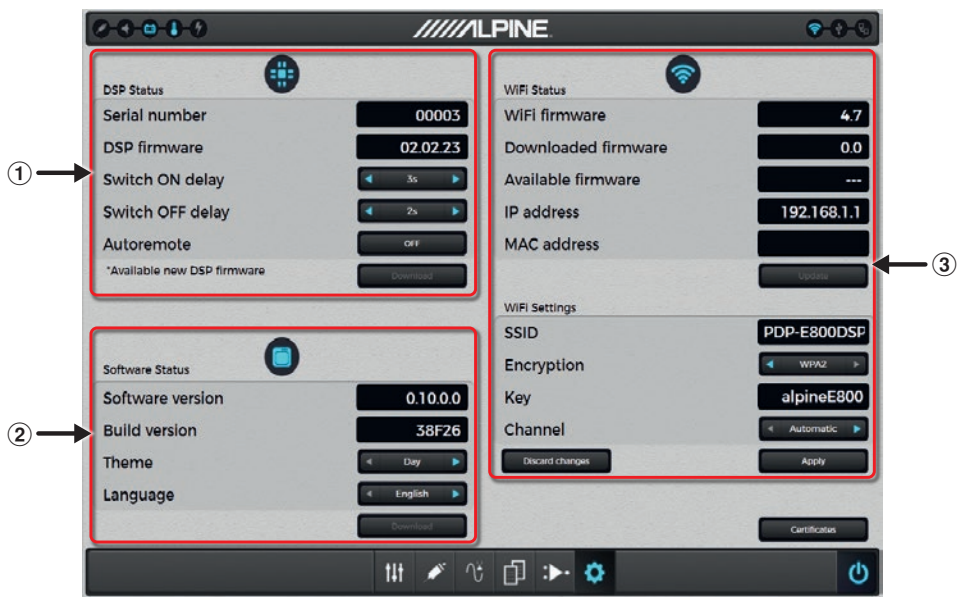 ALPINE
DSP Status
Serial number 00003
DSP firmware 02.02.23
Switch ON delay 3s
Switch OFF delay 2s
Autoremote OFF
*Available new DSP firmware Download
①
Software Status
Software version 0.10.0.0
Build version 38F26
Theme Day
Language English
Download
②
WiFi Status
WiFi firmware 4.7
Downloaded firmware 0.0
Available firmware ---
IP address 192.168.1.1
MAC address
Update
③
WiFi Settings
SSID PDP-E800DSP
Encryption WPA2
Key alpineE800
Channel Automatic
Discard changes Apply
Certificates